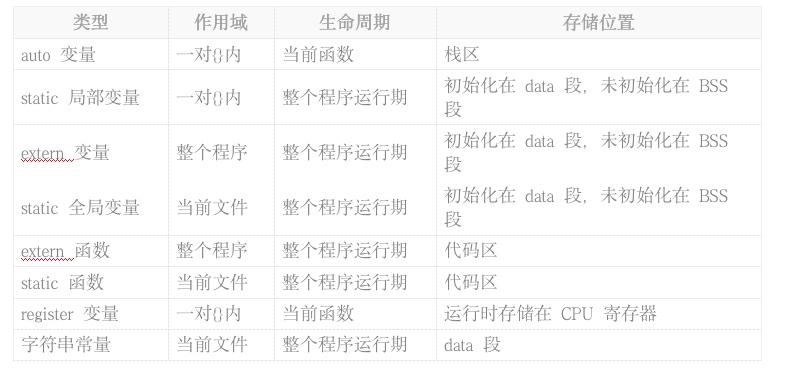 类型 作用域 生命周期 存储位置
auto 变量 一对{}内 当前函数 栈区
static 局部变量 一对{}内 整个程序运行期 初始化在 data 段, 未初始化在 BSS
段
extern 变量 整个程序 整个程序运行期 初始化在 data 段, 未初始化在 BSS
段
static 全局变量 当前文件 整个程序运行期 初始化在 data 段, 未初始化在 BSS
段
extern 函数 整个程序 整个程序运行期 代码区
static 函数 当前文件 整个程序运行期 代码区
register 变量 一对{}内 当前函数 运行时存储在 CPU 寄存器
字符串常量 当前文件 整个程序运行期 data 段